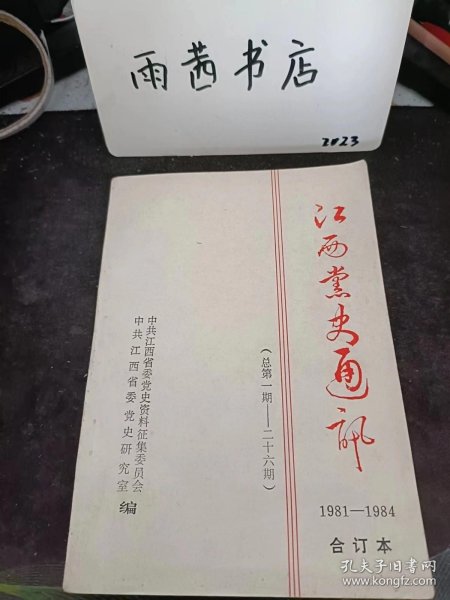 雨茜书店
2023
江西党史通讯
(总第一期——二十六期)
中共江西省委党史资料征集委员会
中共江西省委党史研究室
编
1981—1984
合订本
孔夫子旧书网
www.kongfz.com